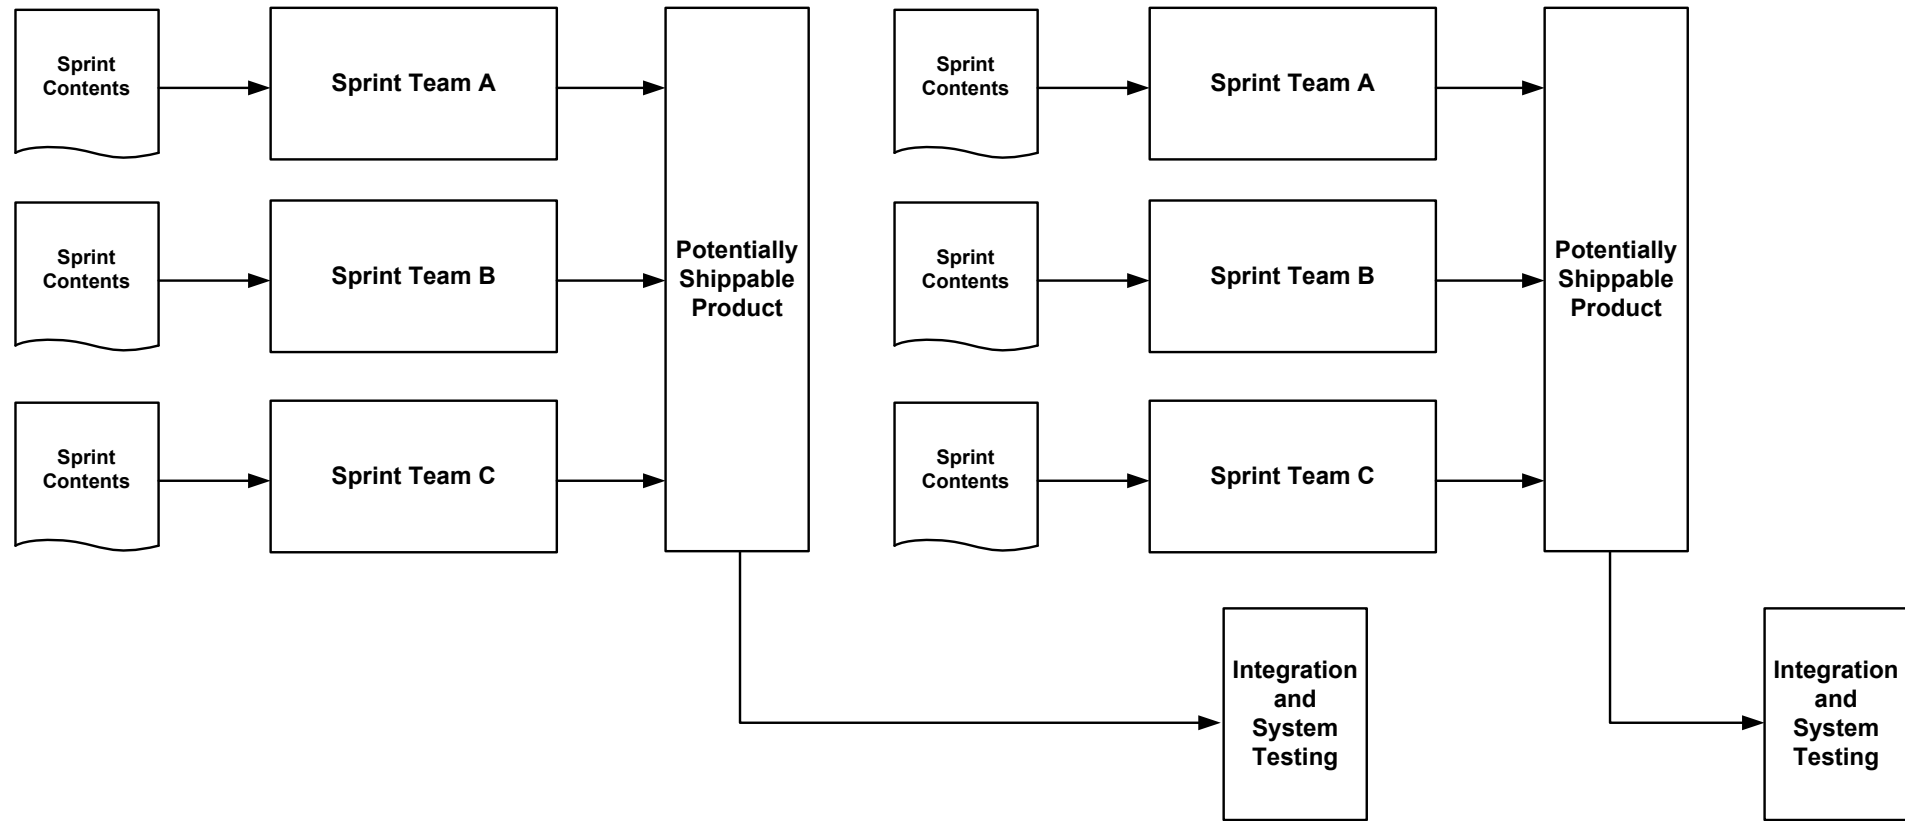 Sprint
Contents
Sprint Team A
Sprint
Contents
Sprint Team B
Sprint
Contents
Sprint Team C
Potentially
Shippable
Product
Sprint
Contents
Sprint Team A
Sprint
Contents
Sprint Team B
Sprint
Contents
Sprint Team C
Potentially
Shippable
Product
Integration
and
System
Testing
Integration
and
System
Testing